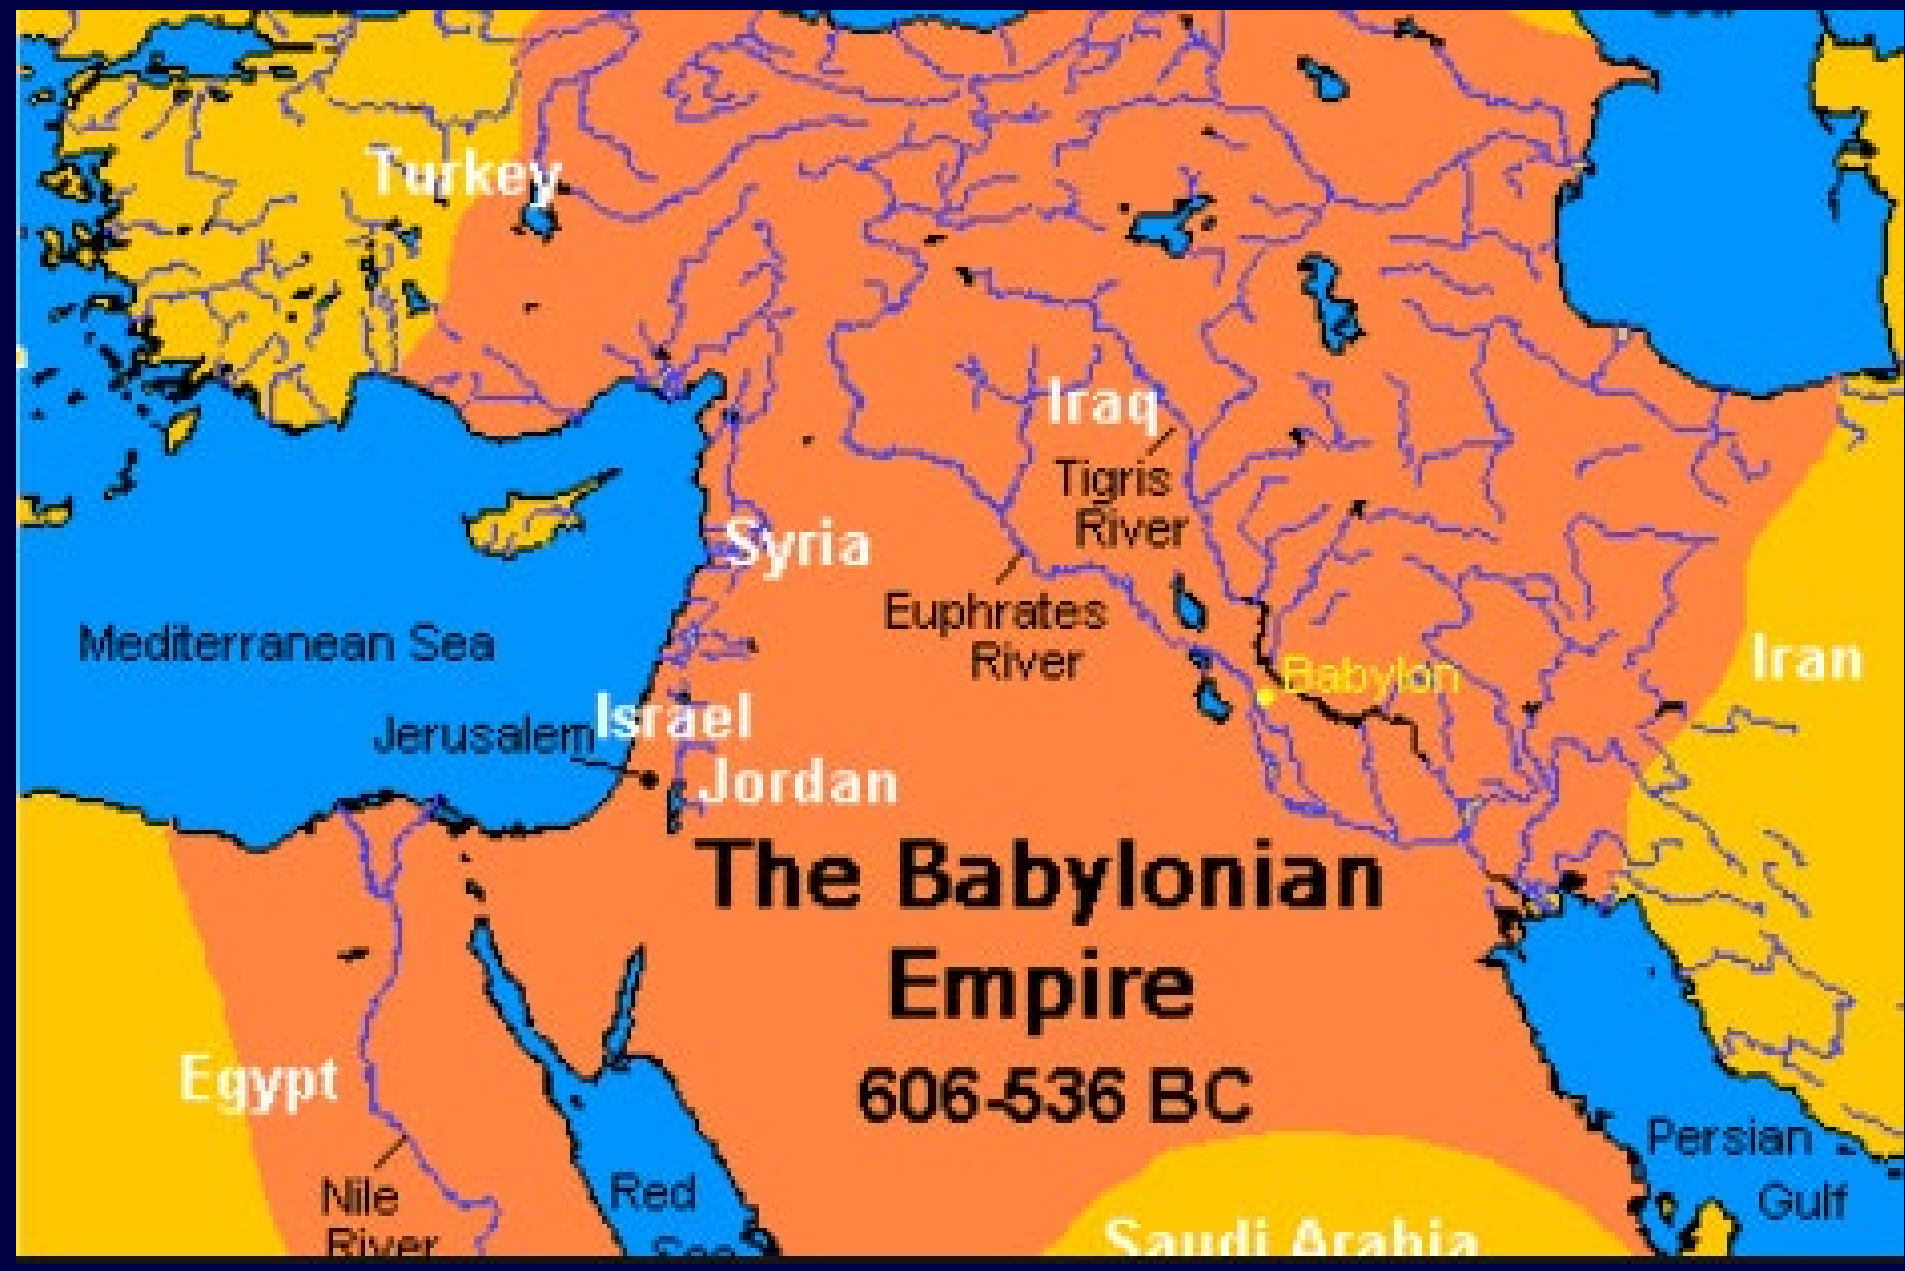 Turkey
Iraq
Tigris
River
Syria
Euphrates
River
Mediterranean Sea
Iran
Babylon
Israel
Jerusalem
Jordan
The Babylonian
Empire
606-536 BC
Egypt
Nile
River
Red
Sea
Persian
Gulf
Saudi Arabia